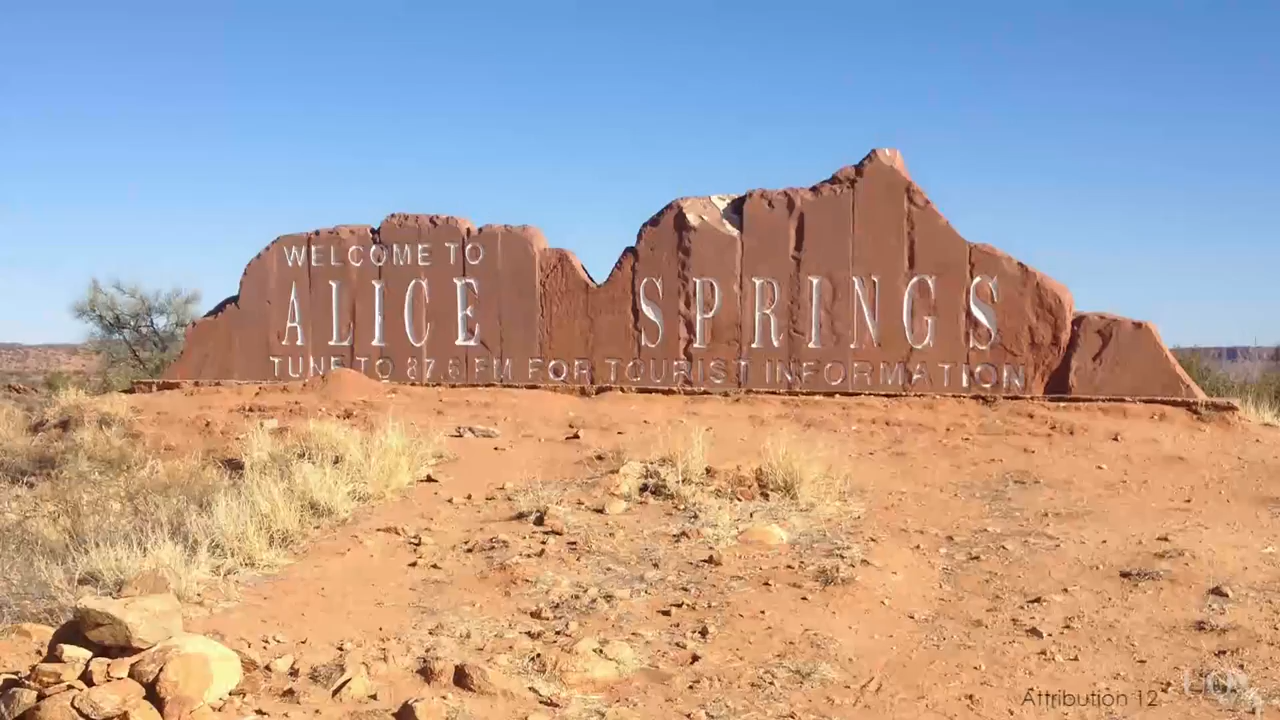 WELCOME TO
ALICE SPRINGS
TUNE TO 87.6 FM FOR TOURIST INFORMATION
Attribution 12